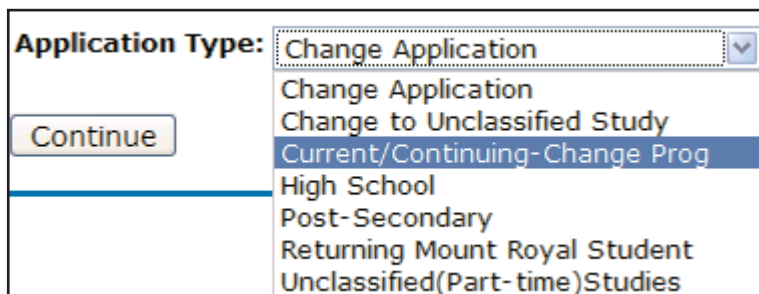 Application Type: Change Application
Change Application
Change to Unclassified Study
Continue
Current/Continuing-Change Prog
High School
Post-Secondary
Returning Mount Royal Student
Unclassified(Part-time)Studies